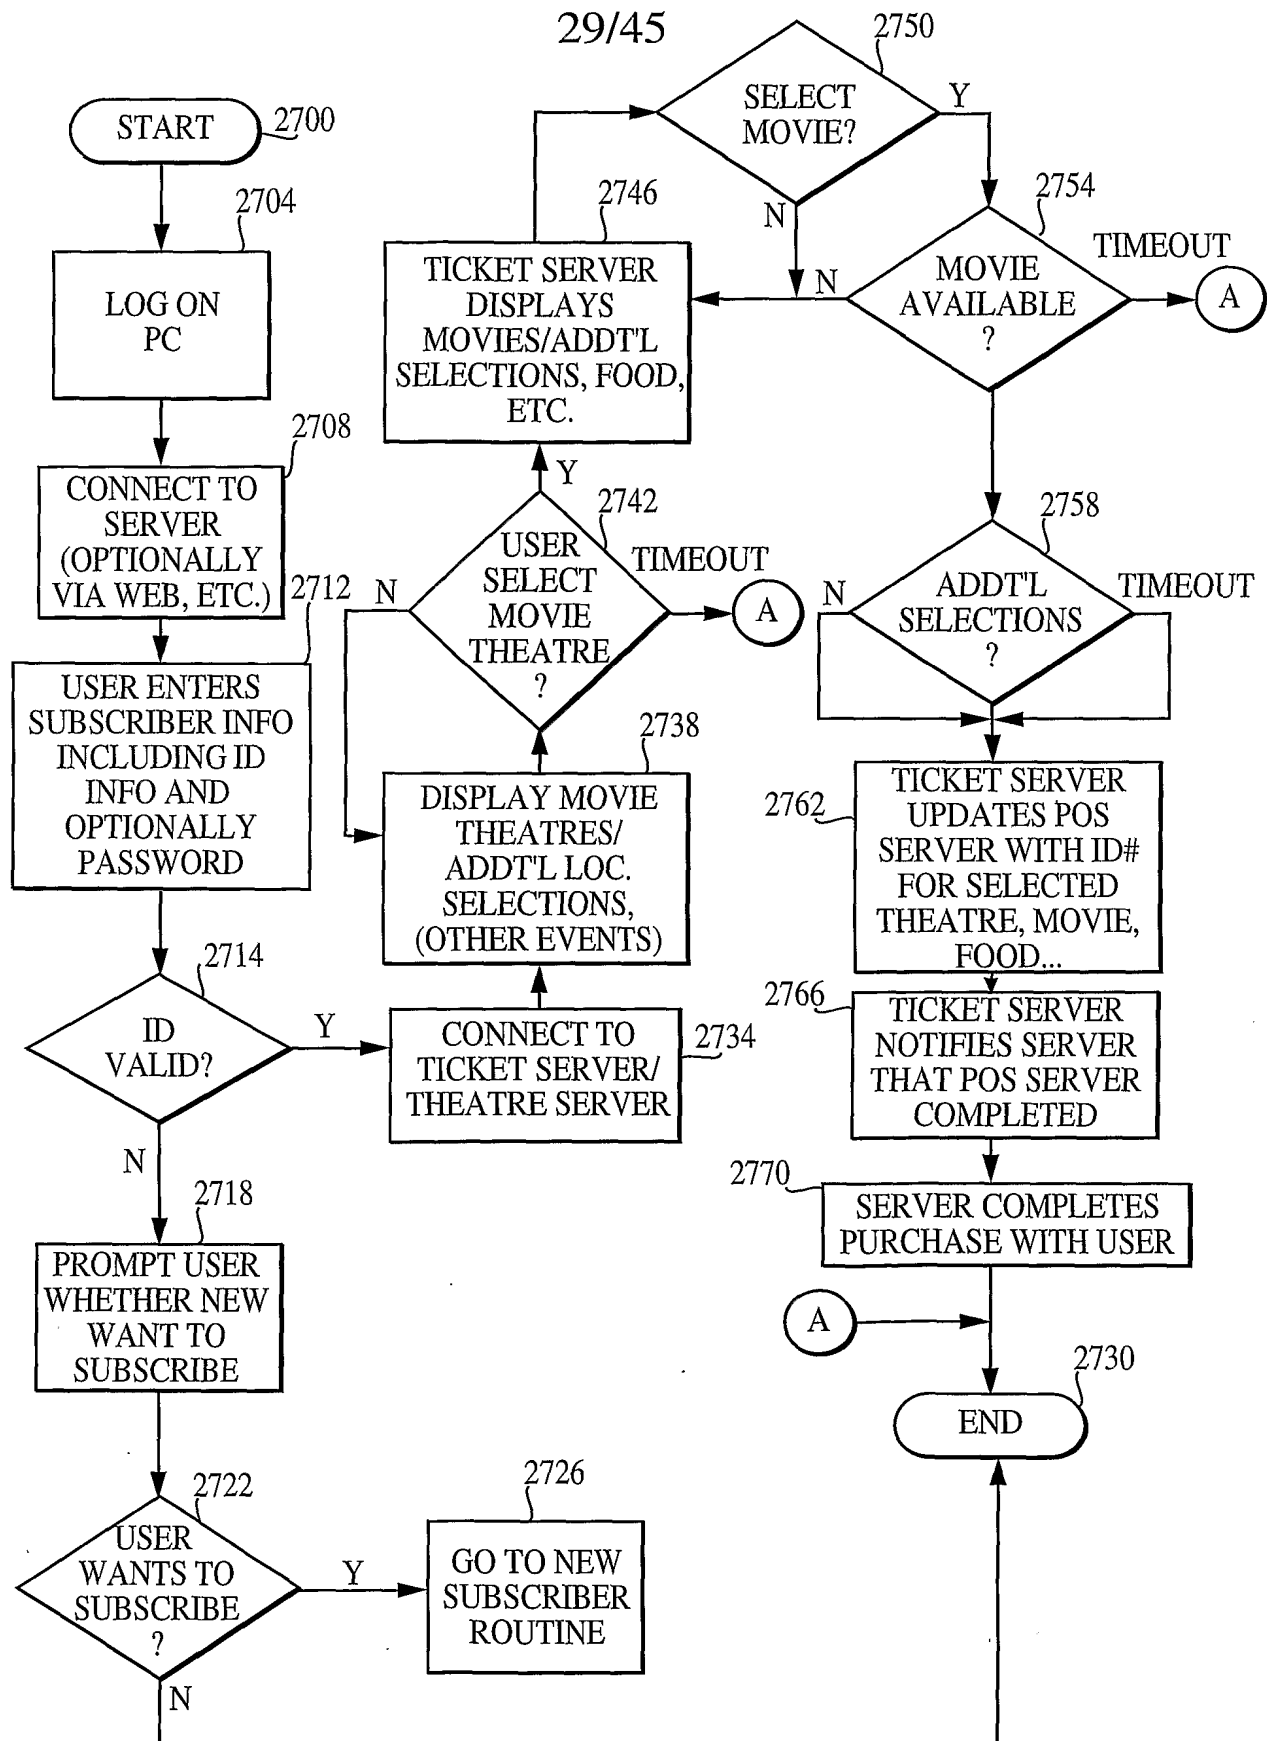 29/45
START
2700
2704
LOG ON
PC
2708
CONNECT TO
SERVER
(OPTIONALLY
VIA WEB, ETC.)
2712
USER ENTERS
SUBSCRIBER INFO
INCLUDING ID
INFO AND
OPTIONALLY
PASSWORD
2714
ID
VALID?
Y
N
2718
PROMPT USER
WHETHER NEW
WANT TO
SUBSCRIBE
2722
USER
WANTS TO
SUBSCRIBE
?
Y
N
2726
GO TO NEW
SUBSCRIBER
ROUTINE
2734
CONNECT TO
TICKET SERVER/
THEATRE SERVER
2738
DISPLAY MOVIE
THEATRES/
ADDT'L LOC.
SELECTIONS,
(OTHER EVENTS)
2742
USER
SELECT
MOVIE
THEATRE
?
N
Y
TIMEOUT
A
2746
TICKET SERVER
DISPLAYS
MOVIES/ADDT'L
SELECTIONS, FOOD,
ETC.
2750
SELECT
MOVIE?
Y
N
2754
MOVIE
AVAILABLE
?
N
TIMEOUT
A
2758
ADDT'L
SELECTIONS
?
N
TIMEOUT
2762
TICKET SERVER
UPDATES POS
SERVER WITH ID#
FOR SELECTED
THEATRE, MOVIE,
FOOD...
2766
TICKET SERVER
NOTIFIES SERVER
THAT POS SERVER
COMPLETED
2770
SERVER COMPLETES
PURCHASE WITH USER
A
2730
END